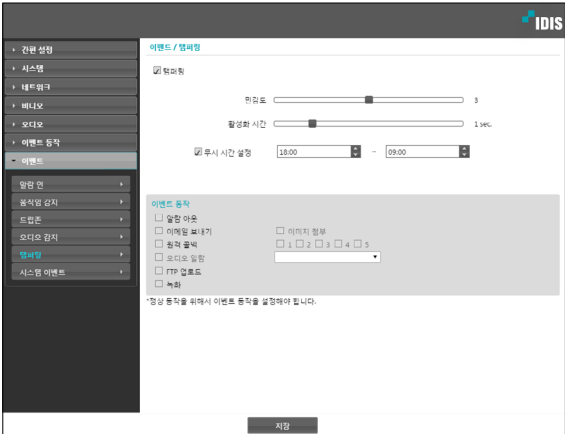 IDIS
간편 설정
시스템
네트워크
비디오
오디오
이벤트 동작
이벤트
알람 인
움직임 감지
트립존
오디오 감지
탬퍼링
시스템 이벤트
이벤트 / 탬퍼링
탬퍼링
민감도 3
활성화 시간 1 sec.
무시 시간 설정 18:00 ~ 09:00
이벤트 동작
알람 아웃
이메일 보내기 이미지 첨부
원격 콜백 1 2 3 4 5
오디오 알람
FTP 업로드
녹화
*정상 동작을 위해서 이벤트 동작을 설정해야 합니다.
저장